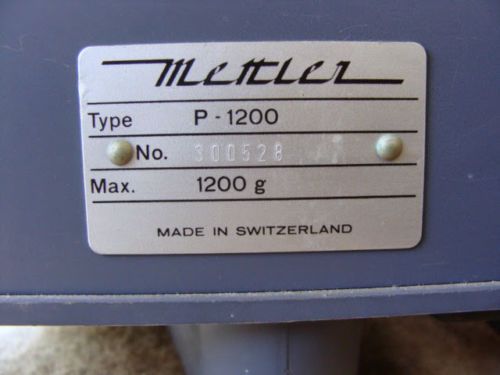 Mettler
Type P-1200
No. 300528
Max. 1200 g
MADE IN SWITZERLAND